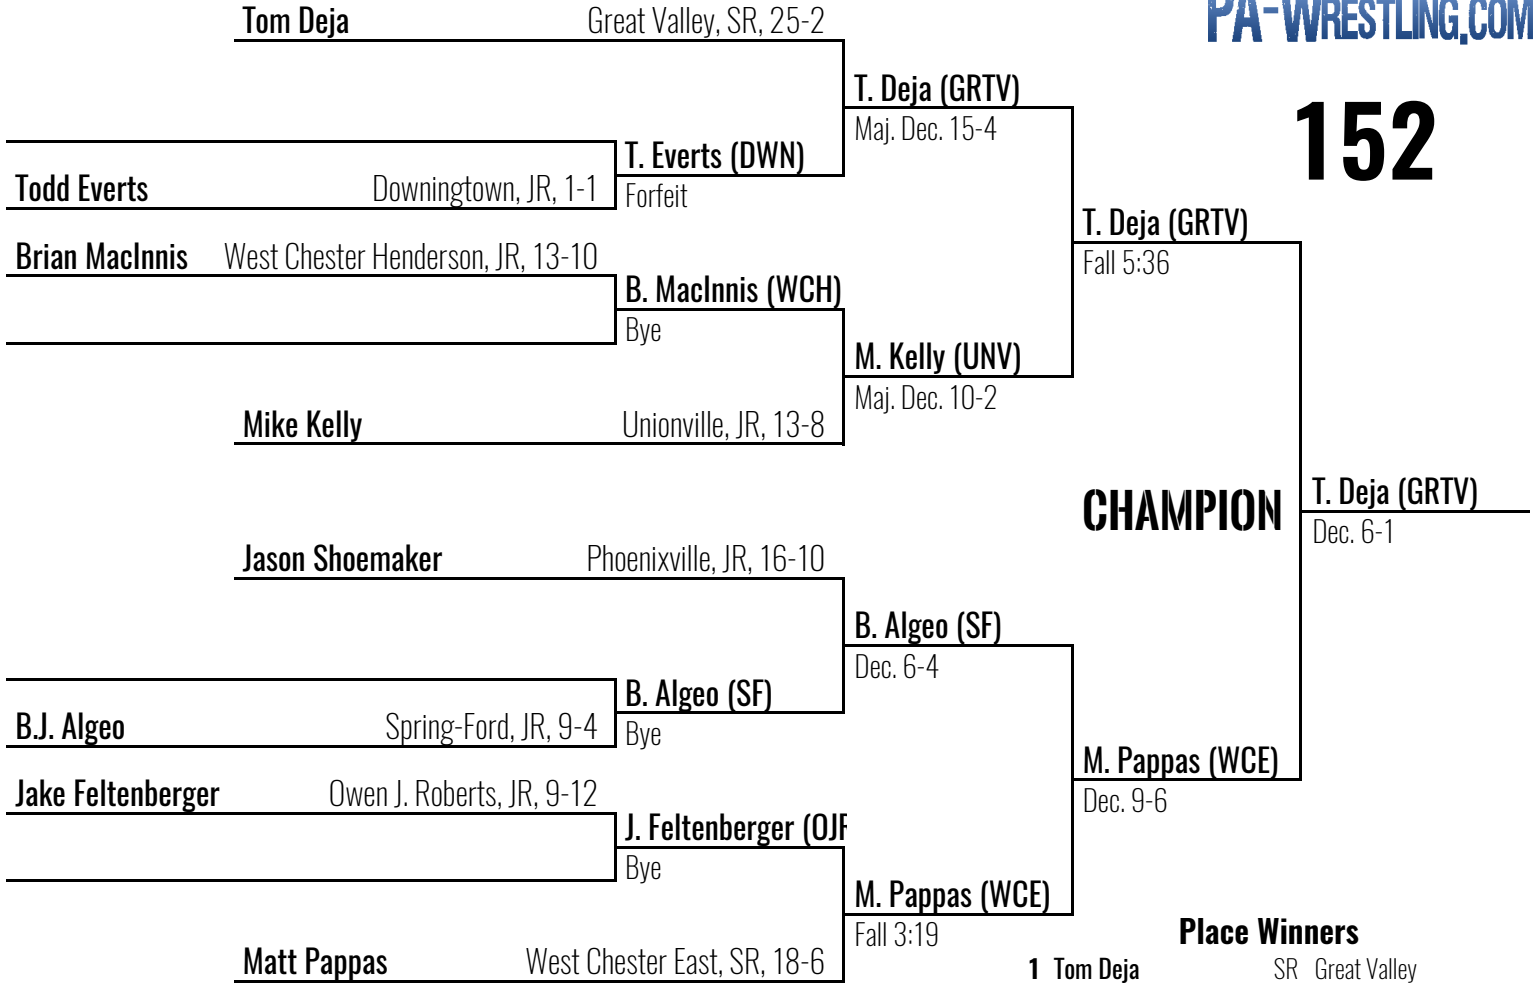 PA-WRESTLING.COM
152
Tom Deja Great Valley, SR, 25-2
T. Deja (GRTV)
Maj. Dec. 15-4
T. Everts (DWN)
Forfeit
Todd Everts Downingtown, JR, 1-1
T. Deja (GRTV)
Fall 5:36
Brian MacInnis West Chester Henderson, JR, 13-10
B. MacInnis (WCH)
Bye
M. Kelly (UNV)
Maj. Dec. 10-2
Mike Kelly Unionville, JR, 13-8
CHAMPION
T. Deja (GRTV)
Dec. 6-1
Jason Shoemaker Phoenixville, JR, 16-10
B. Algeo (SF)
Dec. 6-4
B. Algeo (SF)
Bye
B.J. Algeo Spring-Ford, JR, 9-4
M. Pappas (WCE)
Dec. 9-6
Jake Feltenberger Owen J. Roberts, JR, 9-12
J. Feltenberger (OJR
Bye
M. Pappas (WCE)
Fall 3:19
Matt Pappas West Chester East, SR, 18-6
Place Winners
1 Tom Deja SR Great Valley